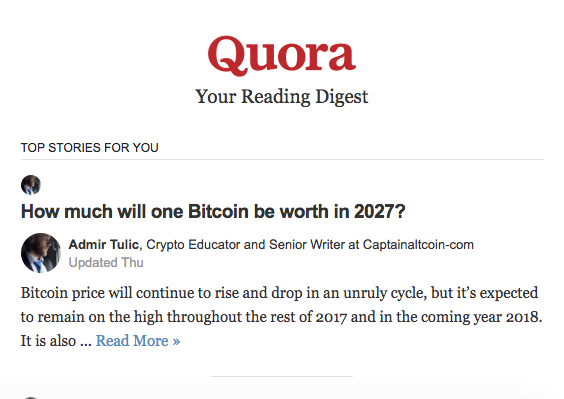 Quora
Your Reading Digest
TOP STORIES FOR YOU
How much will one Bitcoin be worth in 2027?
Admir Tulic, Crypto Educator and Senior Writer at Captainaltcoin-com
Updated Thu
Bitcoin price will continue to rise and drop in an unruly cycle, but it’s expected
to remain on the high throughout the rest of 2017 and in the coming year 2018.
It is also ... Read More »